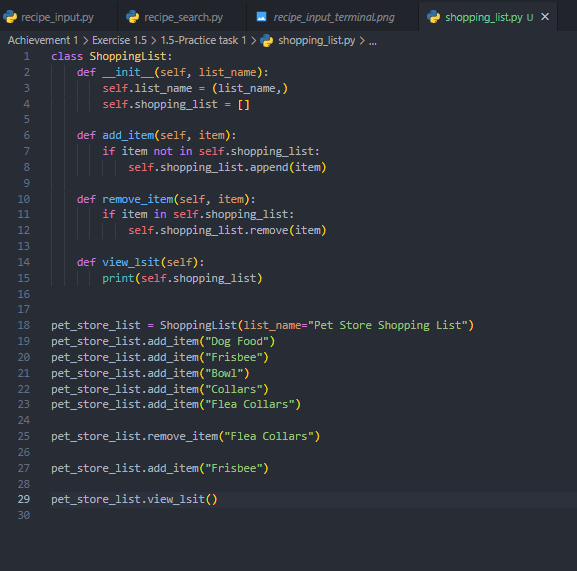 recipe_input.py recipe_search.py recipe_input_terminal.png shopping_list.py U ✕
Achievement 1 > Exercise 1.5 > 1.5-Practice task 1 > shopping_list.py > ...
1 class ShoppingList:
2     def __init__(self, list_name):
3         self.list_name = (list_name,)
4         self.shopping_list = []
5
6     def add_item(self, item):
7         if item not in self.shopping_list:
8             self.shopping_list.append(item)
9
10     def remove_item(self, item):
11         if item in self.shopping_list:
12             self.shopping_list.remove(item)
13
14     def view_lsit(self):
15         print(self.shopping_list)
16
17
18 pet_store_list = ShoppingList(list_name="Pet Store Shopping List")
19 pet_store_list.add_item("Dog Food")
20 pet_store_list.add_item("Frisbee")
21 pet_store_list.add_item("Bowl")
22 pet_store_list.add_item("Collars")
23 pet_store_list.add_item("Flea Collars")
24
25 pet_store_list.remove_item("Flea Collars")
26
27 pet_store_list.add_item("Frisbee")
28
29 pet_store_list.view_lsit()
30